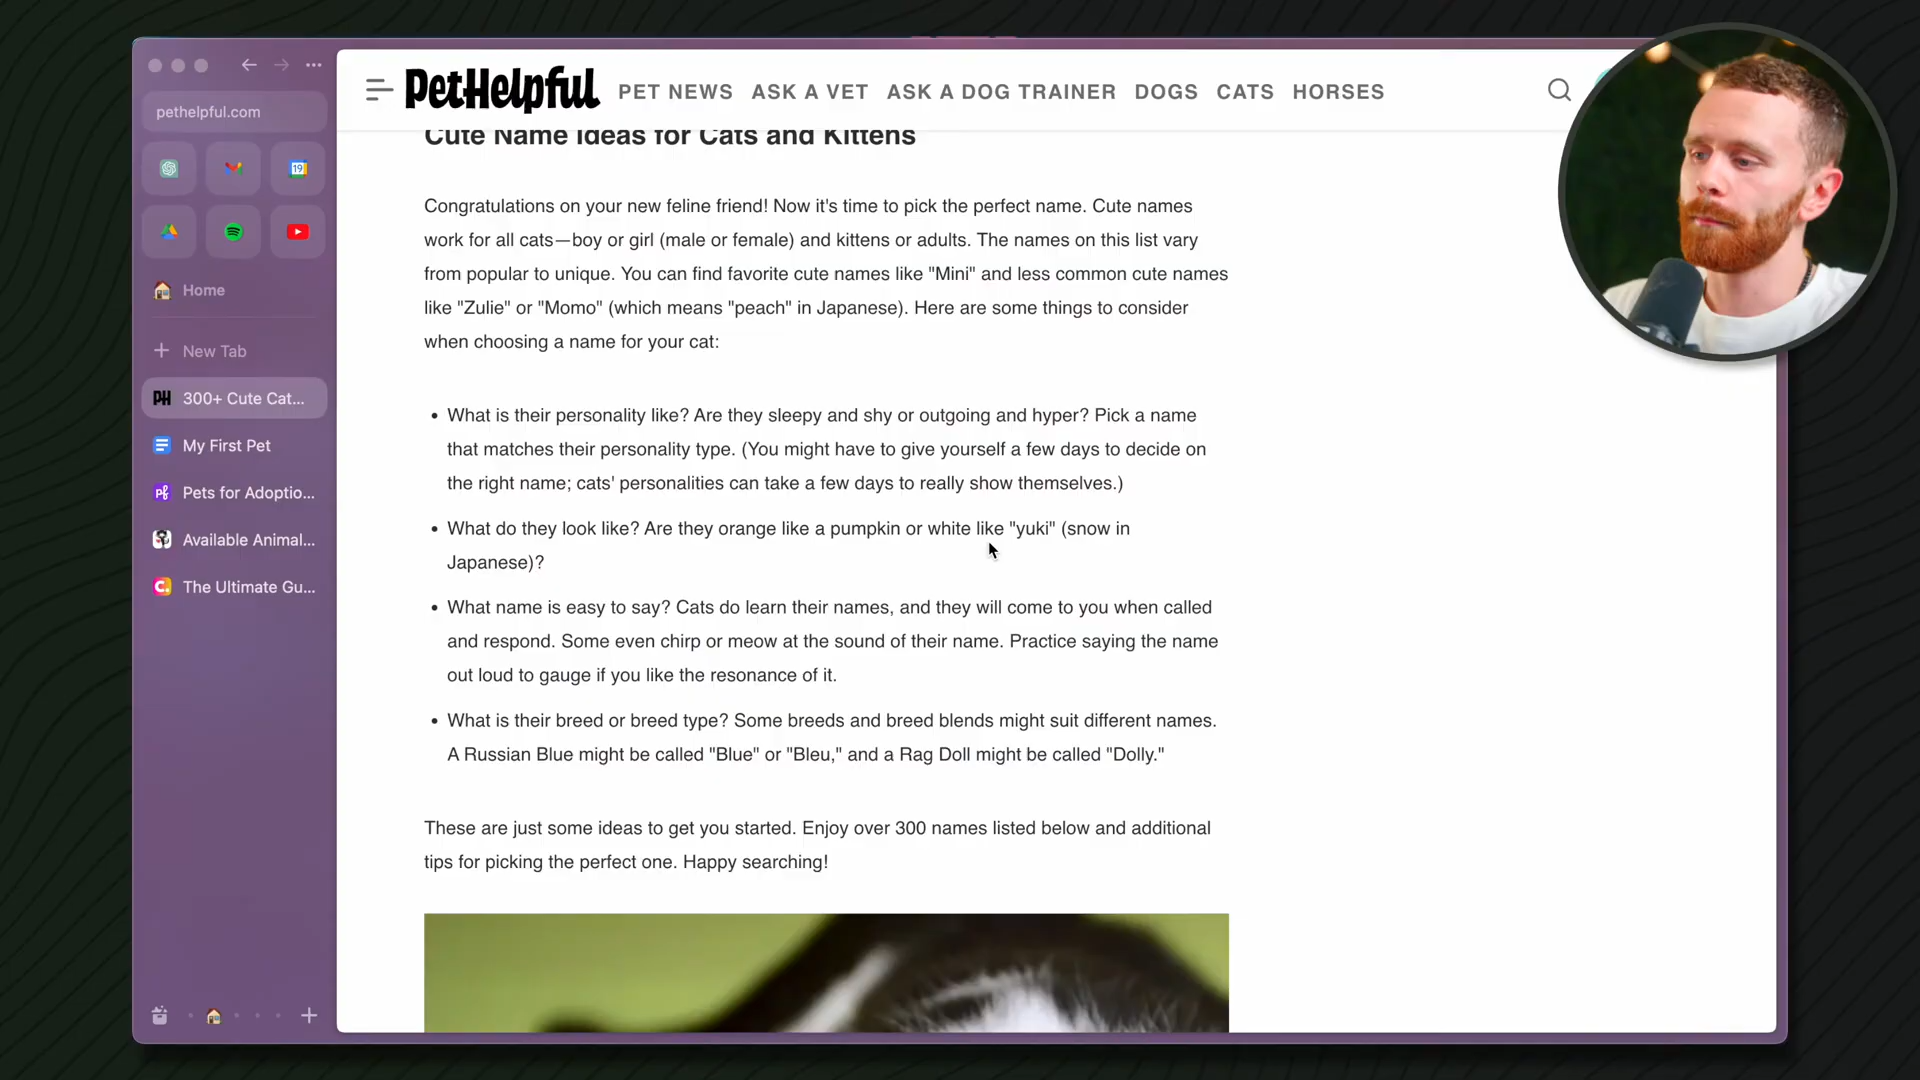 pethelpful.com
19
Home
New Tab
PH 300+ Cute Cat...
My First Pet
Pf Pets for Adoptio...
Available Animal...
C. The Ultimate Gu...
PetHelpful PET NEWS ASK A VET ASK A DOG TRAINER DOGS CATS HORSES
Cute Name Ideas for Cats and Kittens
Congratulations on your new feline friend! Now it's time to pick the perfect name. Cute names
work for all cats—boy or girl (male or female) and kittens or adults. The names on this list vary
from popular to unique. You can find favorite cute names like "Mini" and less common cute names
like "Zulie" or "Momo" (which means "peach" in Japanese). Here are some things to consider
when choosing a name for your cat:
• What is their personality like? Are they sleepy and shy or outgoing and hyper? Pick a name
that matches their personality type. (You might have to give yourself a few days to decide on
the right name; cats' personalities can take a few days to really show themselves.)
• What do they look like? Are they orange like a pumpkin or white like "yuki" (snow in
Japanese)?
• What name is easy to say? Cats do learn their names, and they will come to you when called
and respond. Some even chirp or meow at the sound of their name. Practice saying the name
out loud to gauge if you like the resonance of it.
• What is their breed or breed type? Some breeds and breed blends might suit different names.
A Russian Blue might be called "Blue" or "Bleu," and a Rag Doll might be called "Dolly."
These are just some ideas to get you started. Enjoy over 300 names listed below and additional
tips for picking the perfect one. Happy searching!